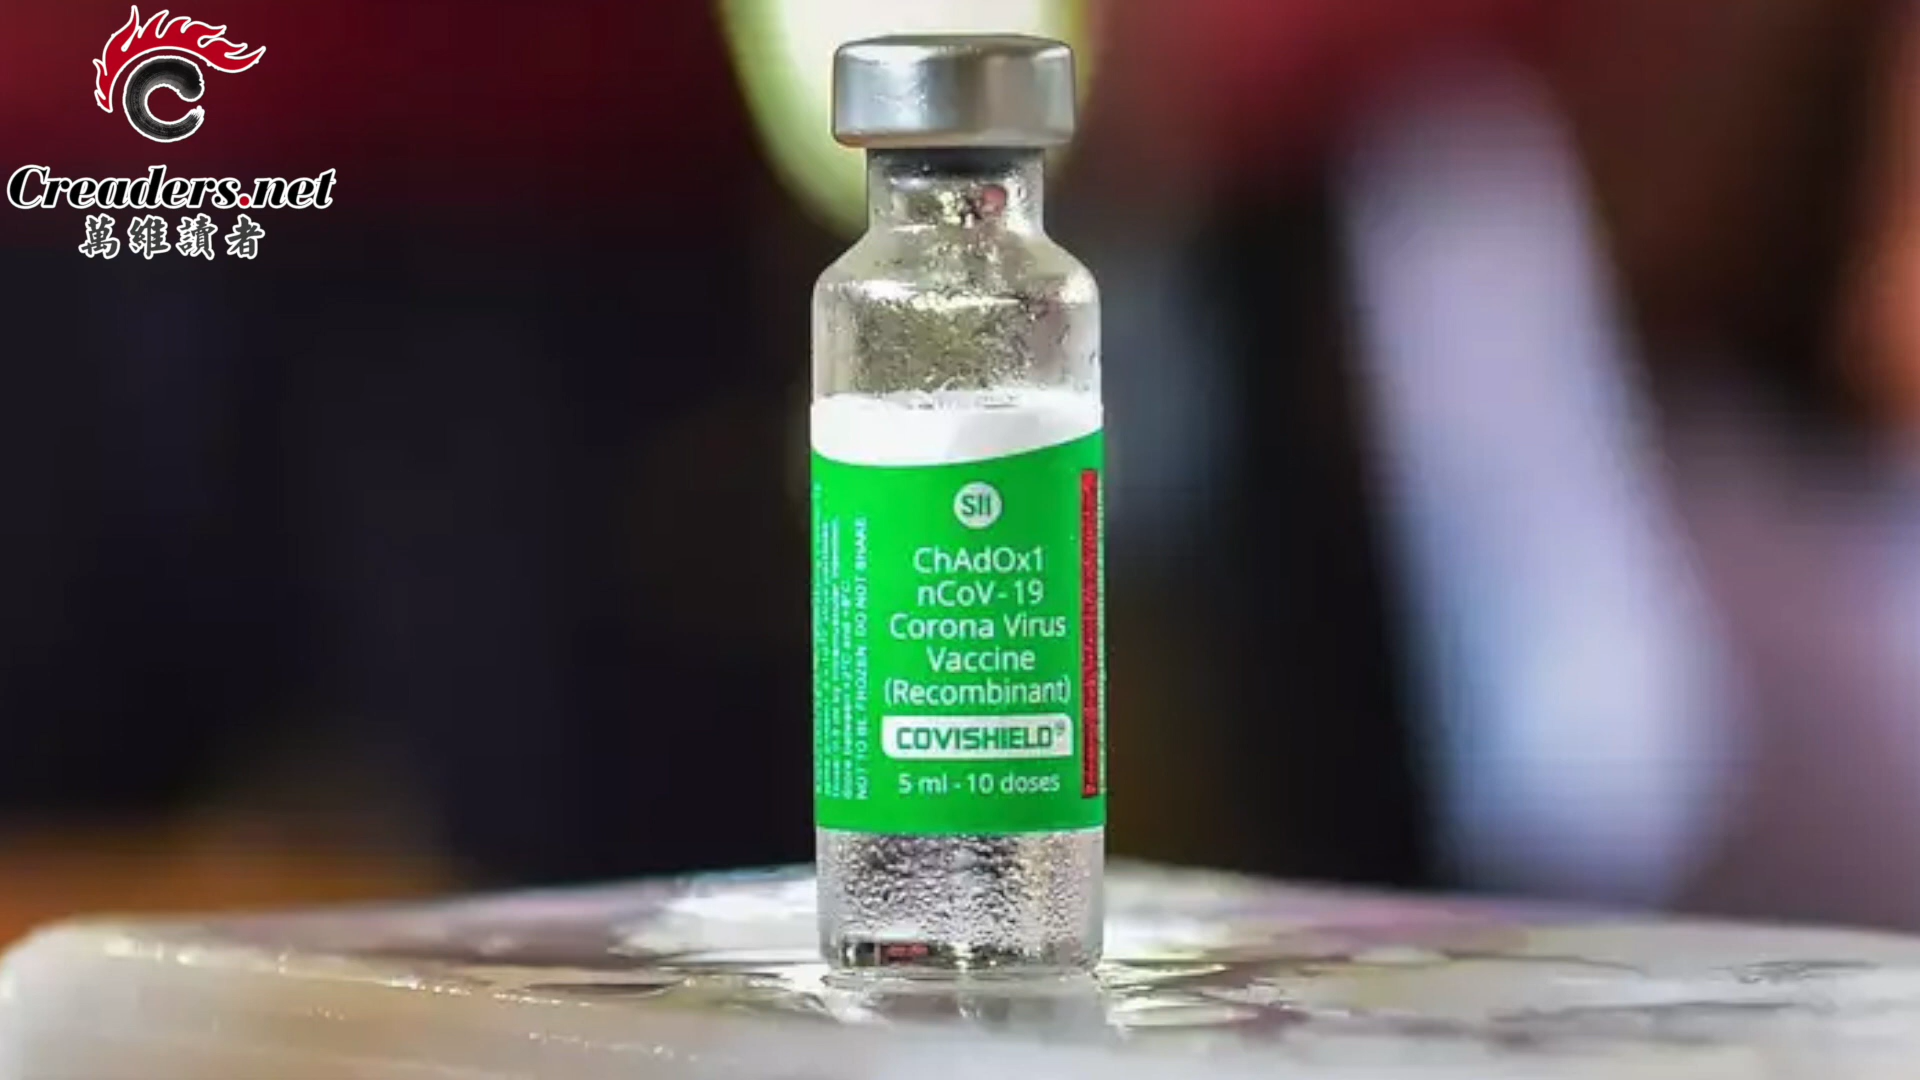 Creaders.net
萬維讀者
SII
ChAdOx1
nCoV-19
Corona Virus
Vaccine
(Recombinant)
COVISHIELD®
5 ml - 10 doses
NOT TO BE FROZEN. DO NOT SHAKE